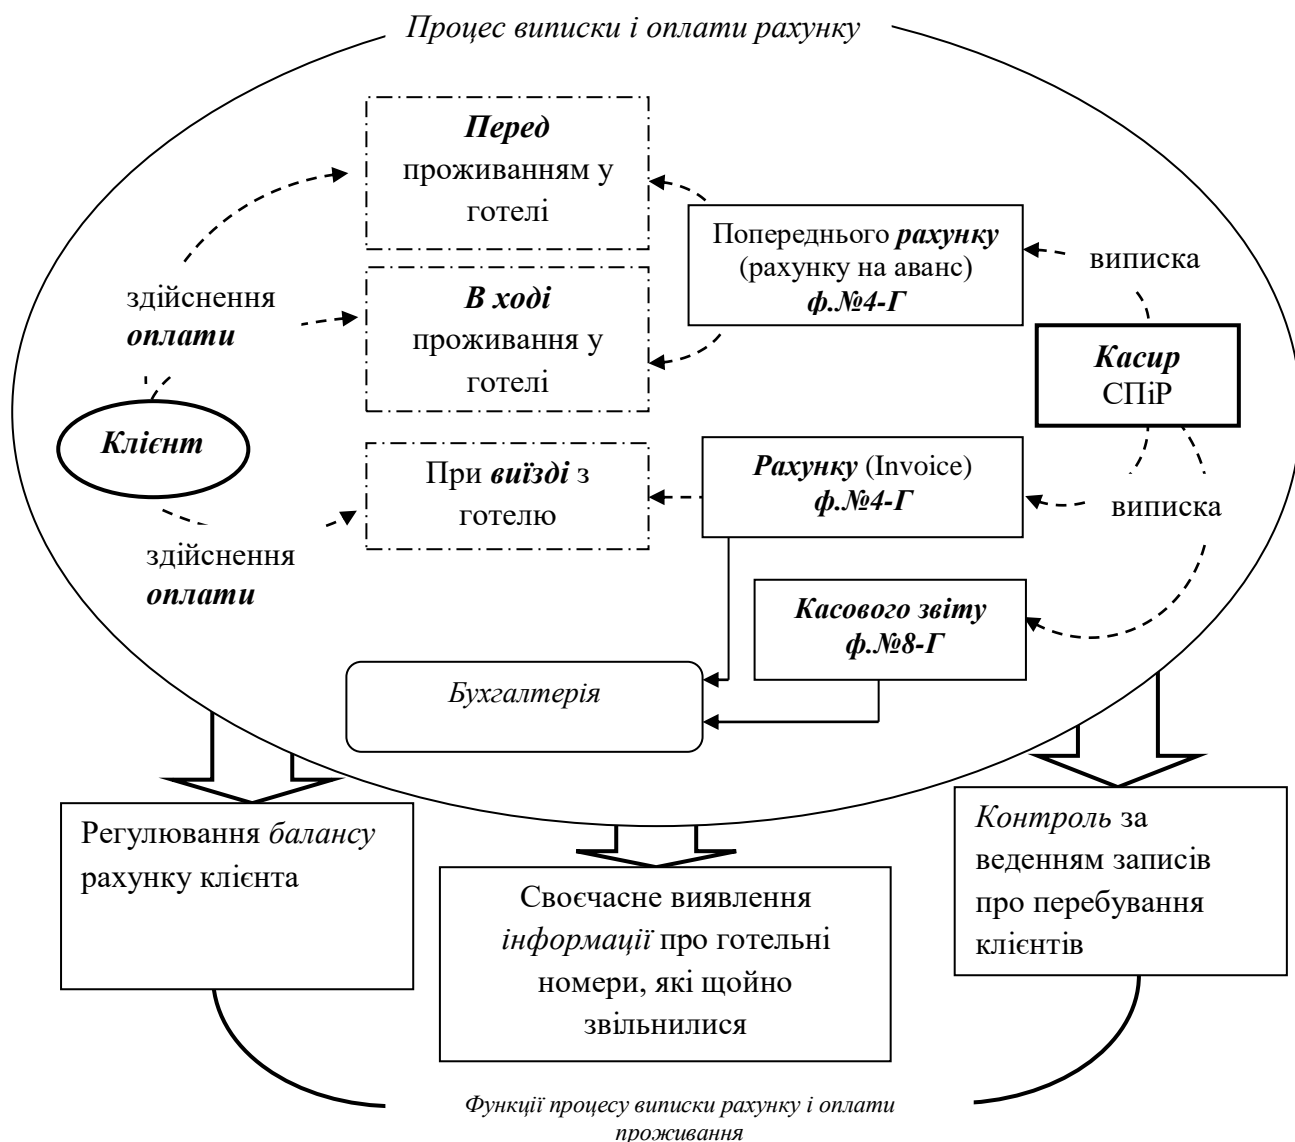 Процес виписки і оплати рахунку
Перед
проживанням у
готелі
Попереднього рахунку
(рахунку на аванс)
ф.№4-Г
виписка
здійснення
оплати
В ході
проживання у
готелі
Касир
СПіР
Клієнт
При виїзді з
готелю
Рахунку (Invoice)
ф.№4-Г
виписка
здійснення
оплати
Касового звіту
ф.№8-Г
Бухгалтерія
Регулювання балансу
рахунку клієнта
Своєчасне виявлення
інформації про готельні
номери, які щойно
звільнилися
Контроль за
веденням записів
про перебування
клієнтів
Функції процесу виписки рахунку і оплати
проживання